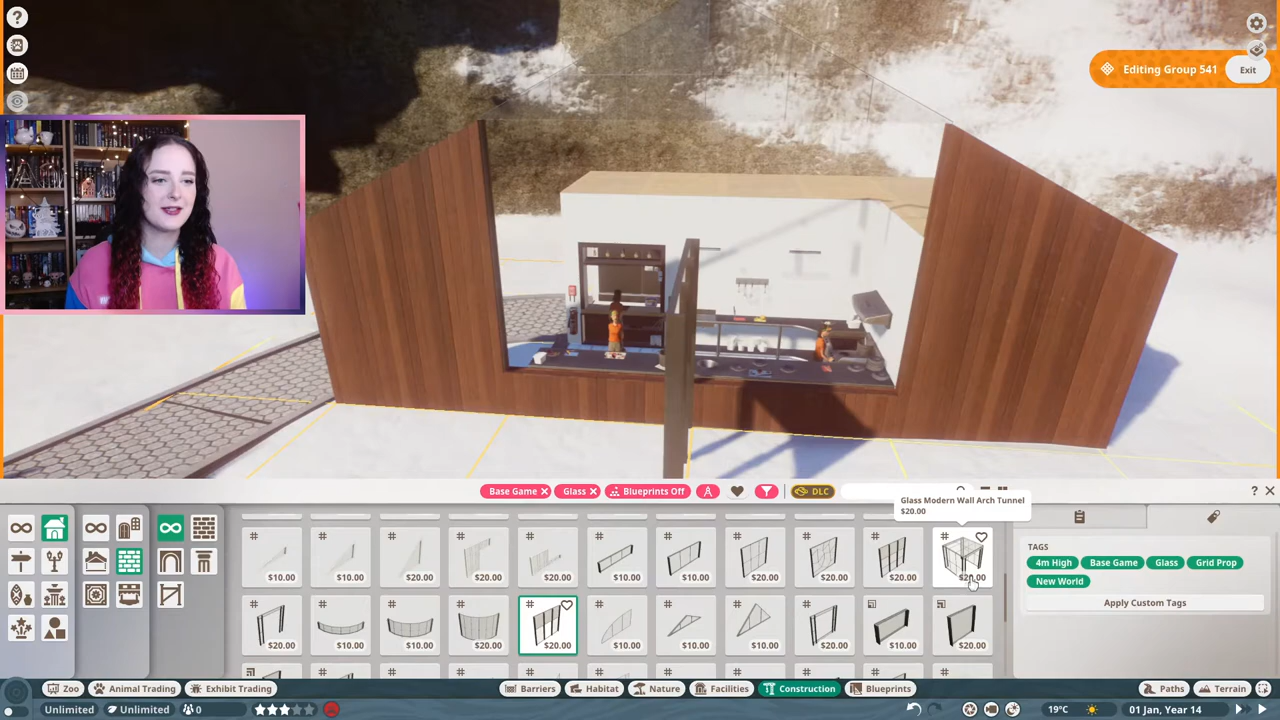 Editing Group 541
Exit
Base Game
Glass
Blueprints Off
DLC
Glass Modern Wall Arch Tunnel
$20.00
$10.00
$10.00
$10.00
$20.00
$20.00
$10.00
$10.00
$20.00
$20.00
$20.00
$20.00
$20.00
$10.00
$10.00
$20.00
$20.00
$10.00
$10.00
$10.00
$20.00
$10.00
$20.00
TAGS
4m High
Base Game
Glass
Grid Prop
New World
Apply Custom Tags
Zoo
Animal Trading
Exhibit Trading
Barriers
Habitat
Nature
Facilities
Construction
Blueprints
Paths
Terrain
Unlimited
Unlimited
0
19°C
01 Jan, Year 14